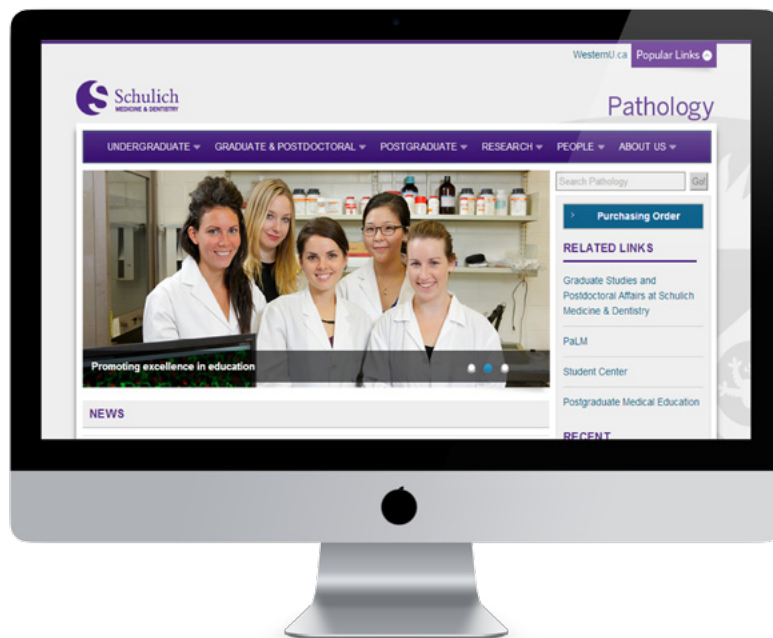 WesternU.ca Popular Links
Schulich
MEDICINE & DENTISTRY
Pathology
UNDERGRADUATE GRADUATE & POSTDOCTORAL POSTGRADUATE RESEARCH PEOPLE ABOUT US
Search Pathology Go!
Purchasing Order
RELATED LINKS
Graduate Studies and
Postdoctoral Affairs at Schulich
Medicine & Dentistry
PaLM
Student Center
Postgraduate Medical Education
RECENT
Promoting excellence in education
NEWS